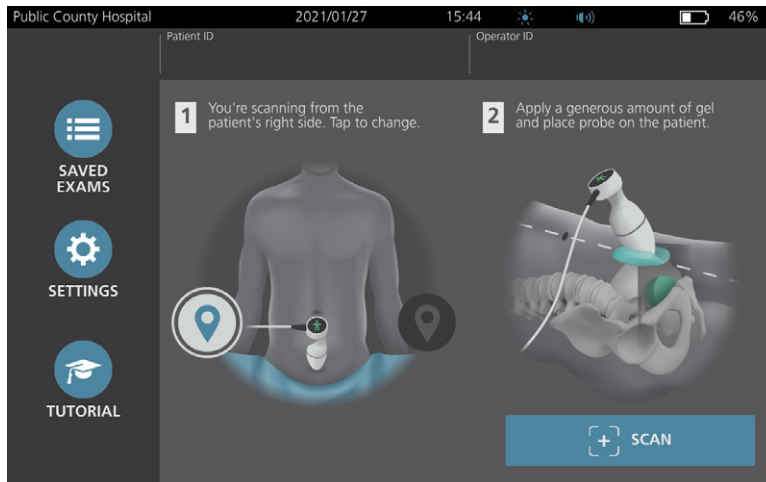 Public County Hospital 2021/01/27 15:44 46%
Patient ID
Operator ID
1 You're scanning from the
patient's right side. Tap to change.
2 Apply a generous amount of gel
and place probe on the patient.
SAVED
EXAMS
SETTINGS
TUTORIAL
SCAN